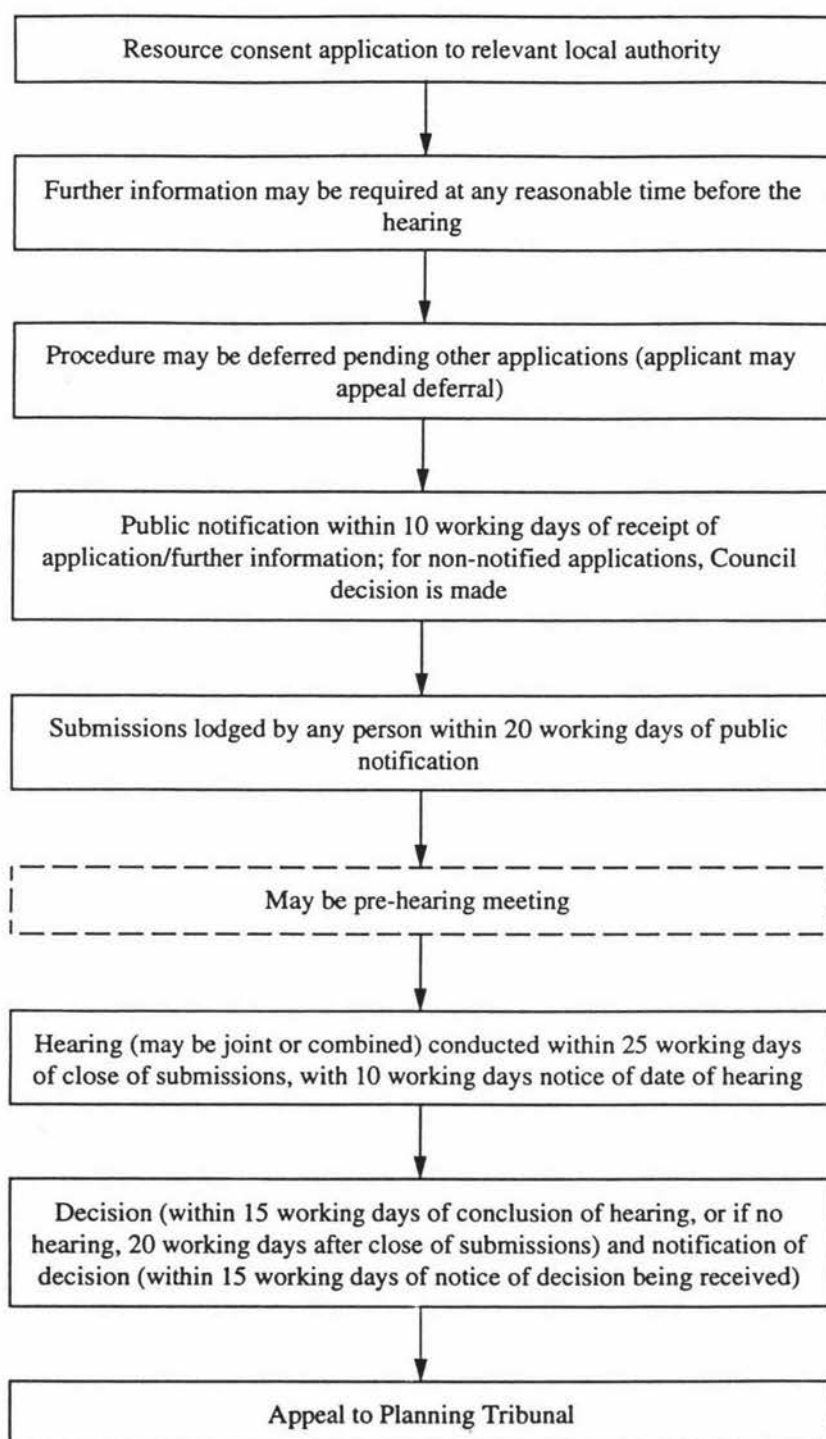 Resource consent application to relevant local authority
Further information may be required at any reasonable time before the
hearing
Procedure may be deferred pending other applications (applicant may
appeal deferral)
Public notification within 10 working days of receipt of
application/further information; for non-notified applications, Council
decision is made
Submissions lodged by any person within 20 working days of public
notification
May be pre-hearing meeting
Hearing (may be joint or combined) conducted within 25 working days
of close of submissions, with 10 working days notice of date of hearing
Decision (within 15 working days of conclusion of hearing, or if no
hearing, 20 working days after close of submissions) and notification of
decision (within 15 working days of notice of decision being received)
Appeal to Planning Tribunal